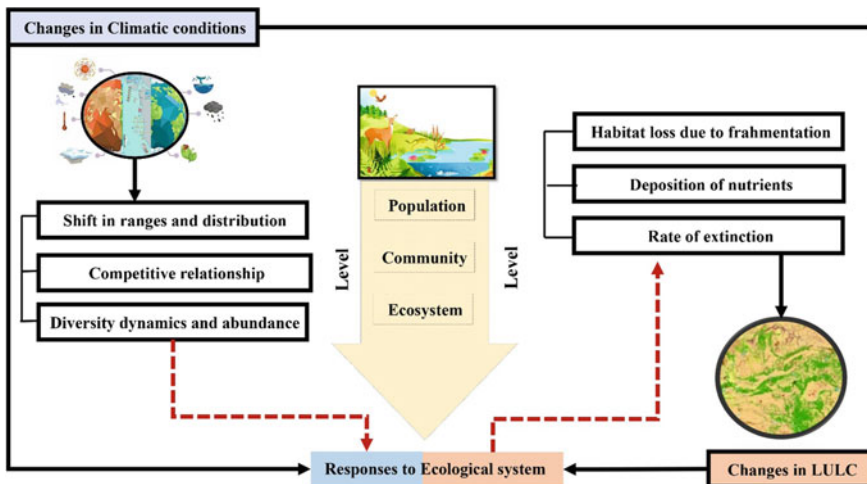 Changes in Climatic conditions
Habitat loss due to frahmentation
Deposition of nutrients
Rate of extinction
Shift in ranges and distribution
Competitive relationship
Diversity dynamics and abundance
Population
Community
Ecosystem
Level
Level
Responses to Ecological system
Changes in LULC